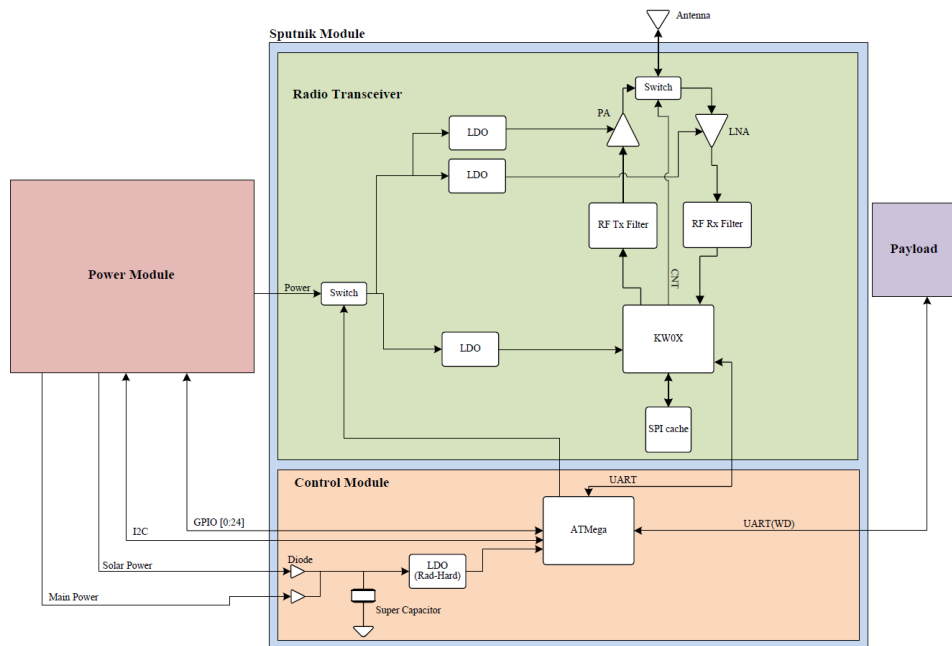 Antenna
Sputnik Module
Radio Transceiver
Switch
PA
LNA
LDO
LDO
RF Tx Filter
RF Rx Filter
Payload
Power Module
CNT
Power
Switch
LDO
KW0X
SPI cache
Control Module
UART
GPIO [0:24]
I2C
ATMega
UART(WD)
Diode
Solar Power
LDO
(Rad-Hard)
Main Power
Super Capacitor